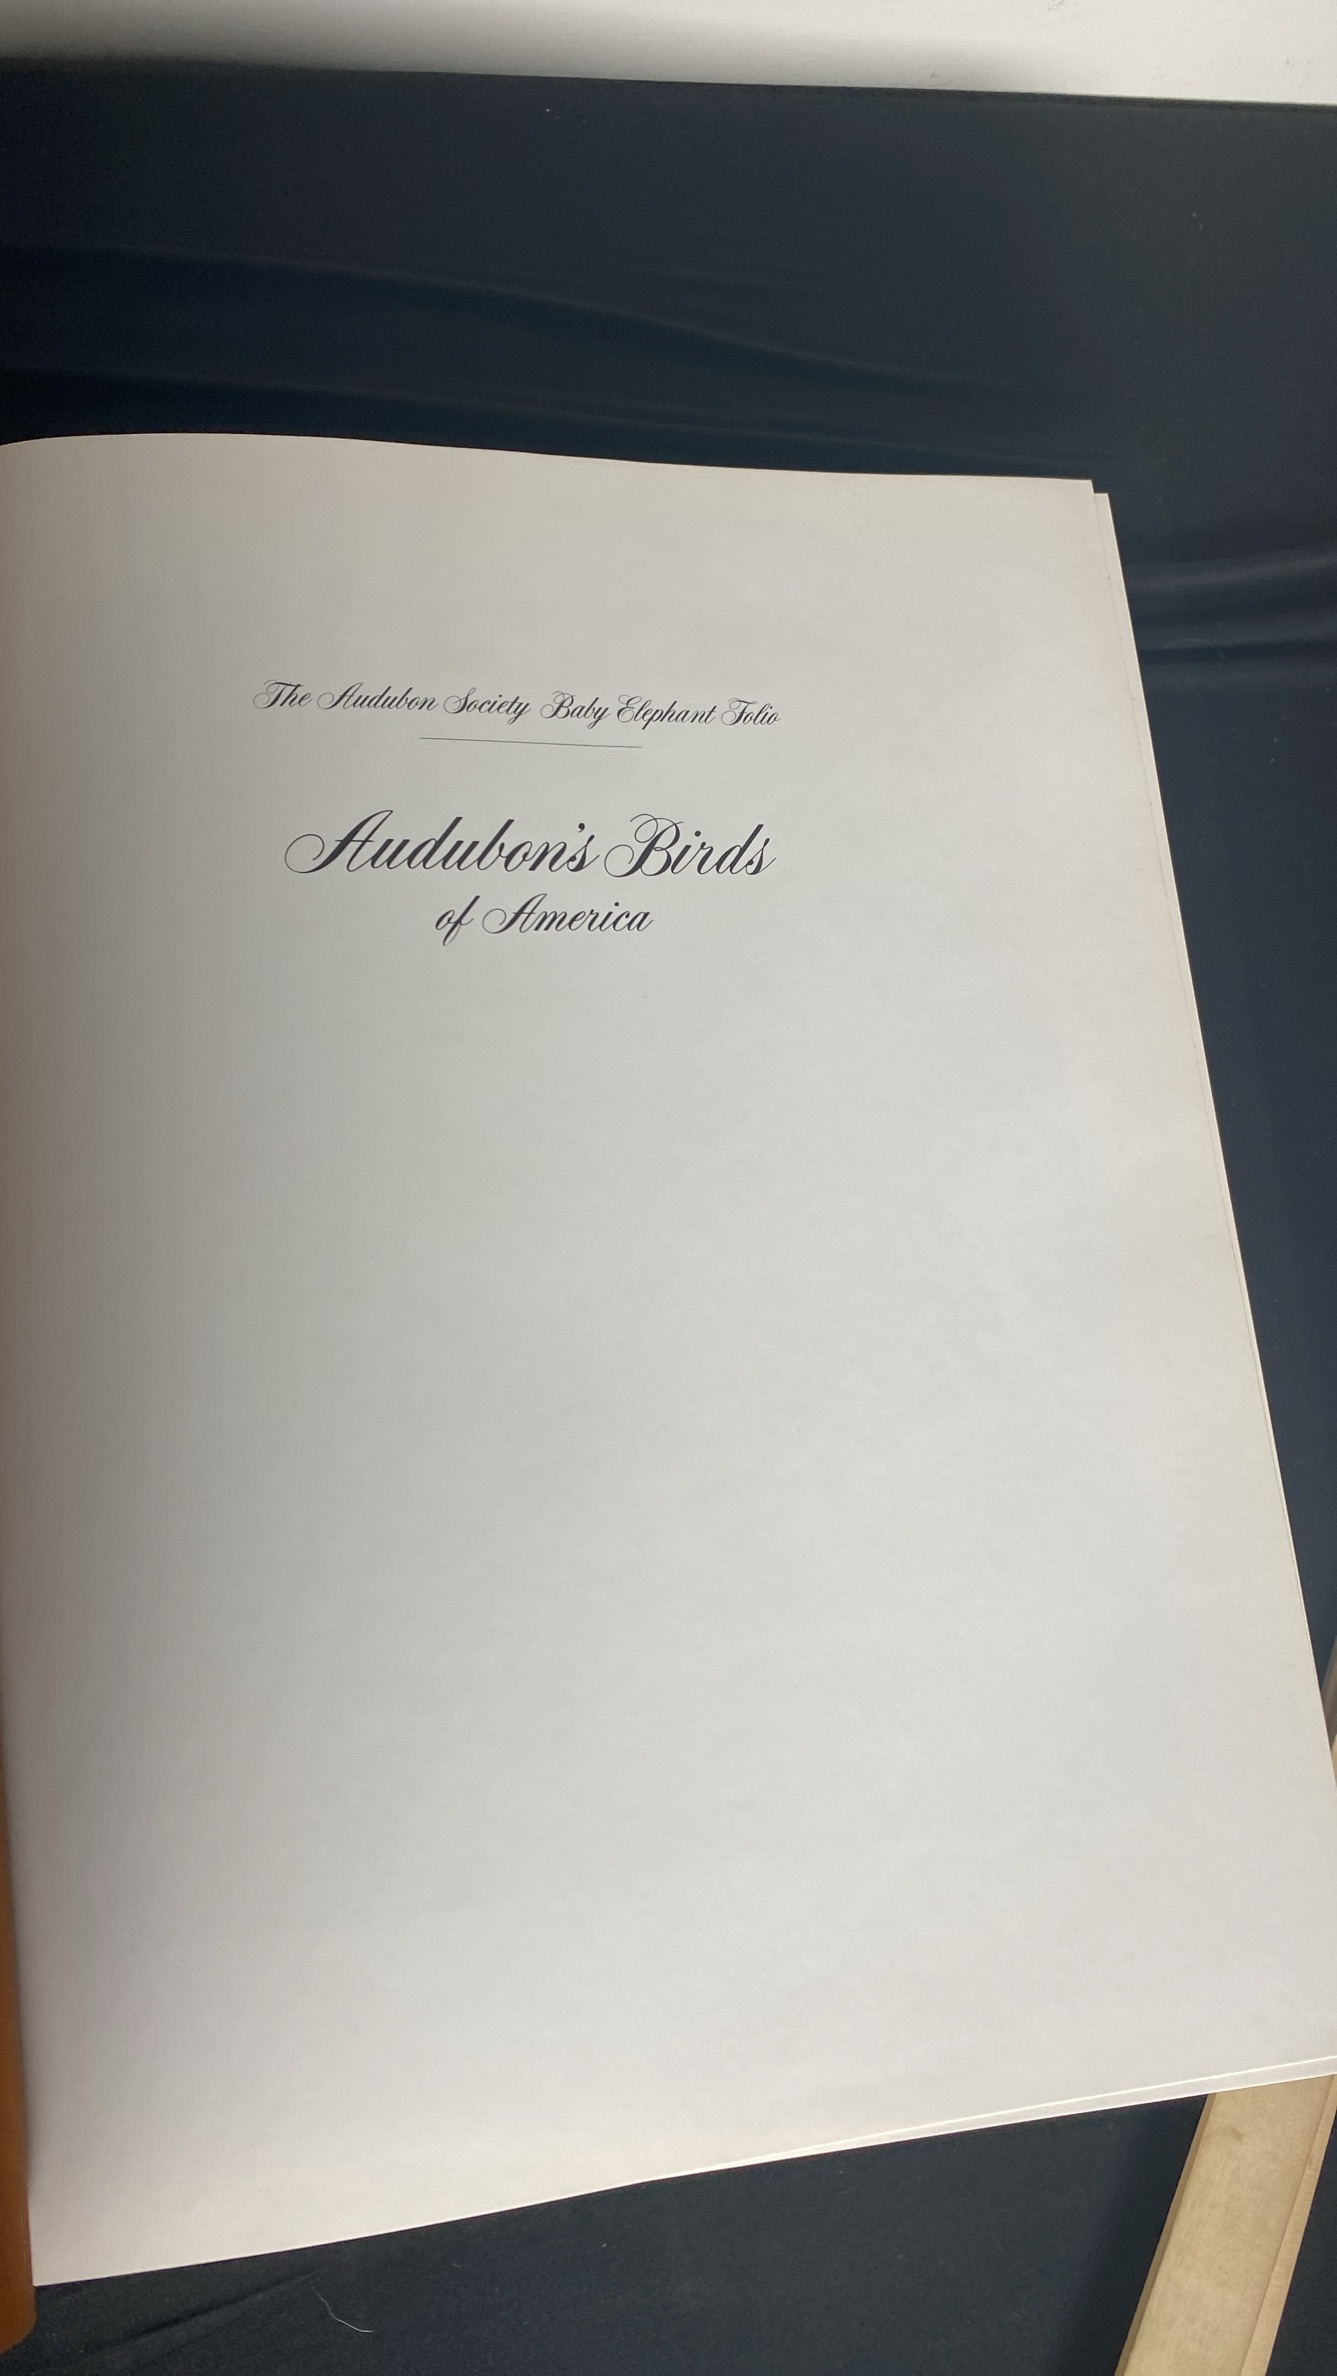 The Audubon Society Baby Elephant Folio
Audubon's Birds
of America